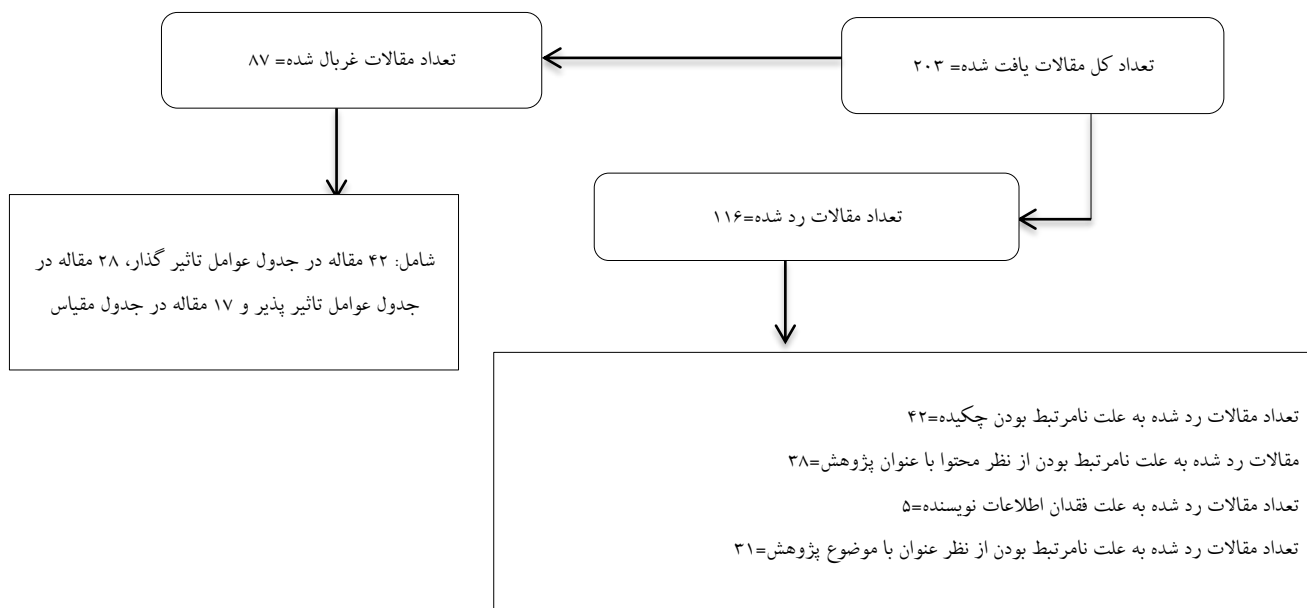 تعداد کل مقالات یافت شده= ۲۰۳
تعداد مقالات غربال شده= ۸۷
تعداد مقالات رد شده=۱۱۶
شامل: ۴۲ مقاله در جدول عوامل تاثیر گذار، ۲۸ مقاله در
جدول عوامل تاثیر پذیر و ۱۷ مقاله در جدول مقیاس
تعداد مقالات رد شده به علت نامرتبط بودن چکیده=۴۲
مقالات رد شده به علت نامرتبط بودن از نظر محتوا با عنوان پژوهش=۳۸
تعداد مقالات رد شده به علت فقدان اطلاعات نویسنده=۵
تعداد مقالات رد شده به علت نامرتبط بودن از نظر عنوان با موضوع پژوهش=۳۱